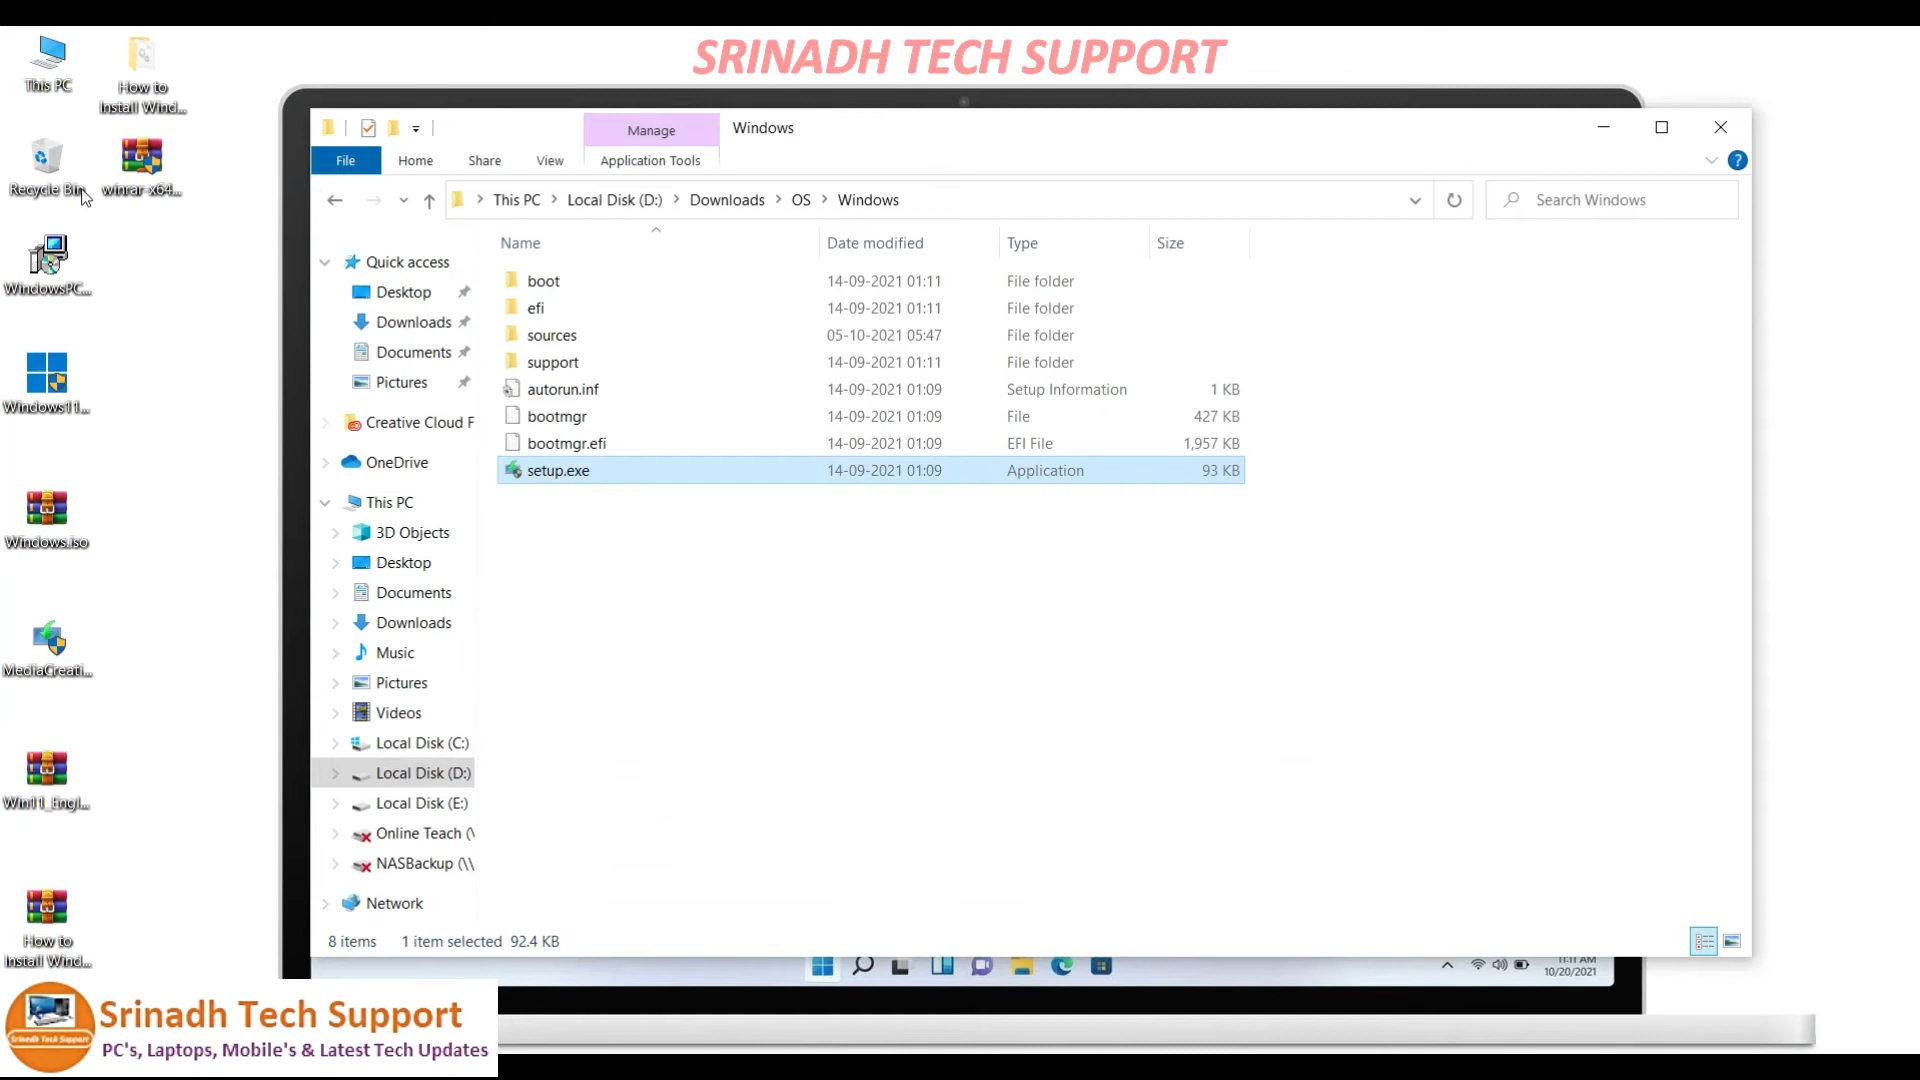 SRINADH TECH SUPPORT
This PC
How to
Install Wind...
Recycle Bin
winrar-x64...
WindowsPC...
Windows11...
Windows.iso
MediaCreati...
Win11_Engl...
How to
Install Wind...
Manage
Windows
File
Home
Share
View
Application Tools
This PC > Local Disk (D:) > Downloads > OS > Windows
Search Windows
Name
Date modified
Type
Size
Quick access
Desktop
Downloads
Documents
Pictures
Creative Cloud F
OneDrive
This PC
3D Objects
Desktop
Documents
Downloads
Music
Pictures
Videos
Local Disk (C:)
Local Disk (D:)
Local Disk (E:)
Online Teach (\
NASBackup (\\
Network
boot 14-09-2021 01:11 File folder
efi 14-09-2021 01:11 File folder
sources 05-10-2021 05:47 File folder
support 14-09-2021 01:11 File folder
autorun.inf 14-09-2021 01:09 Setup Information 1 KB
bootmgr 14-09-2021 01:09 File 427 KB
bootmgr.efi 14-09-2021 01:09 EFI File 1,957 KB
setup.exe 14-09-2021 01:09 Application 93 KB
8 items 1 item selected 92.4 KB
11:11 AM
10/20/2021
Srinadh Tech Support
Srinadh Tech Support
PC's, Laptops, Mobile's & Latest Tech Updates